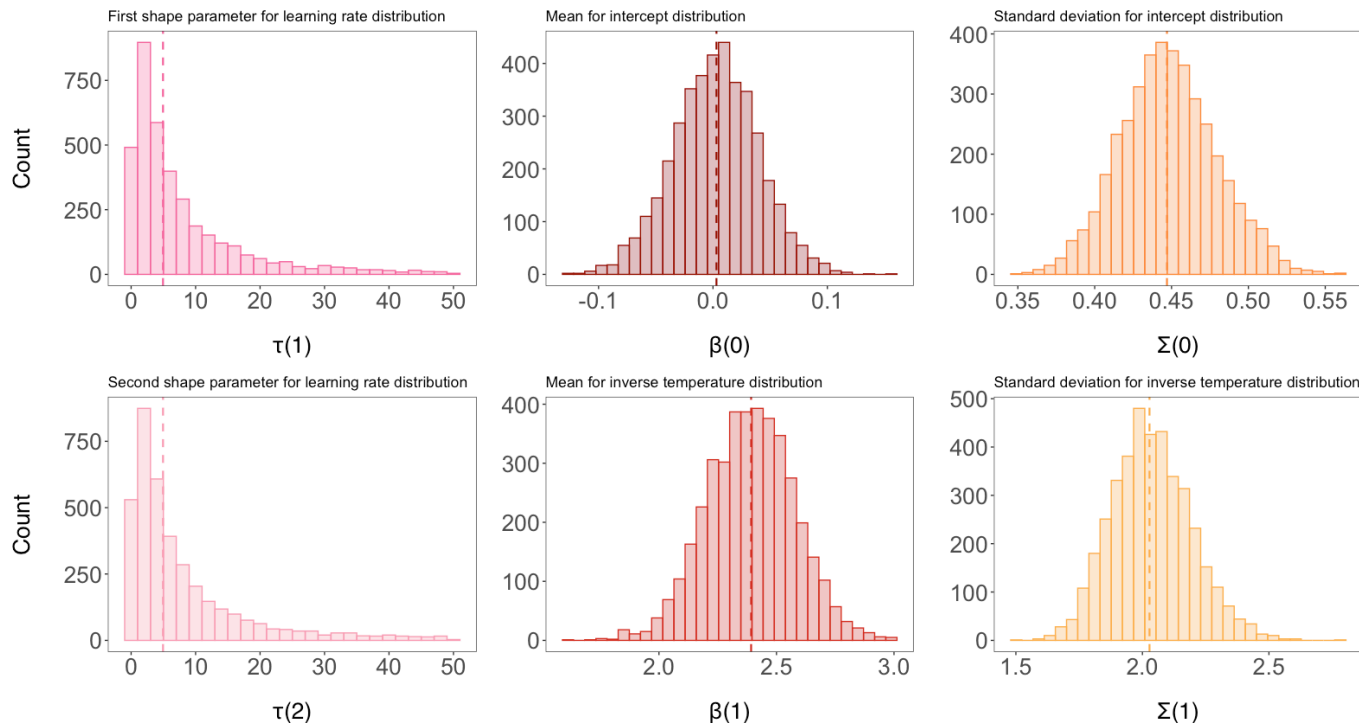 First shape parameter for learning rate distribution
Mean for intercept distribution
Standard deviation for intercept distribution
Count
750
500
250
0
0 10 20 30 40 50
τ(1)
400
300
200
100
0
-0.1 0.0 0.1
β(0)
400
300
200
100
0
0.35 0.40 0.45 0.50 0.55
Σ(0)
Second shape parameter for learning rate distribution
Mean for inverse temperature distribution
Standard deviation for inverse temperature distribution
Count
750
500
250
0
0 10 20 30 40 50
τ(2)
400
300
200
100
0
2.0 2.5 3.0
β(1)
500
400
300
200
100
0
1.5 2.0 2.5
Σ(1)